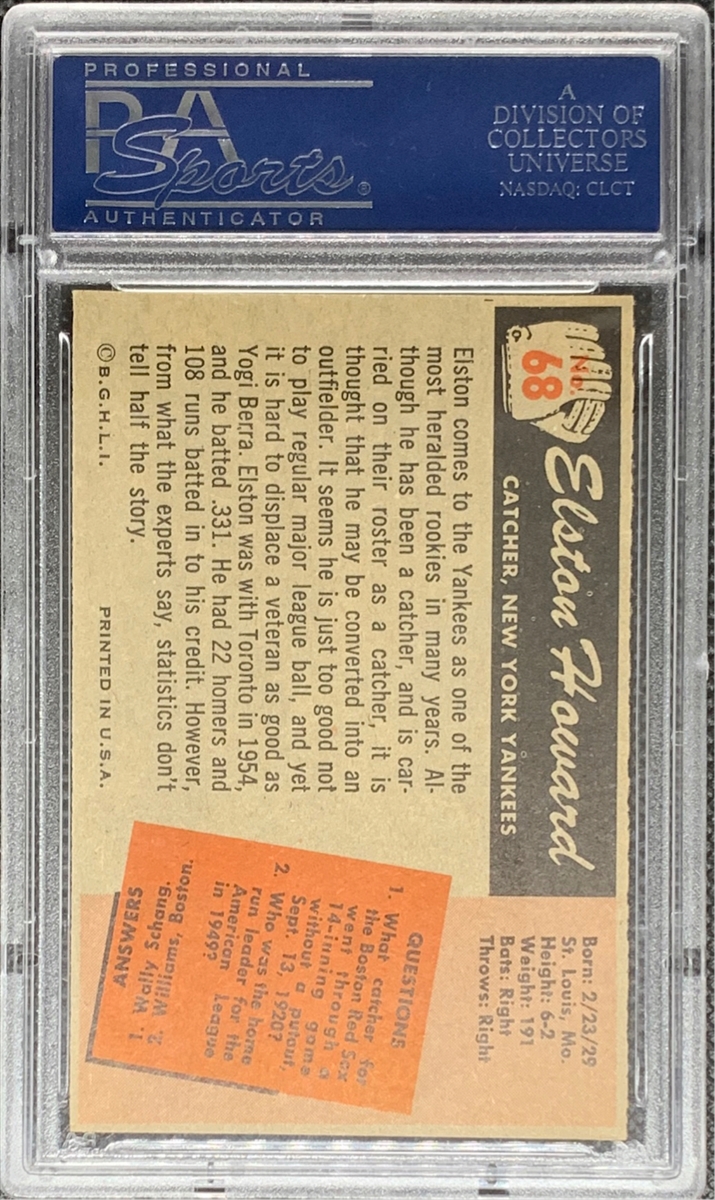 PROFESSIONAL
PSA
Sports®
AUTHENTICATOR
A
DIVISION OF
COLLECTORS
UNIVERSE
NASDAQ: CLCT
No.
68
Elston Howard
CATCHER, NEW YORK YANKEES
Born: 2/23/29
St. Louis, Mo.
Height: 6-2
Weight: 191
Bats: Right
Throws: Right
Elston comes to the Yankees as one of the
most heralded rookies in many years. Al-
though he has been a catcher, and is car-
ried on their roster as a catcher, it is
thought that he may be converted into an
outfielder. It seems he is just too good not
to play regular major league ball, and yet
it is hard to displace a veteran as good as
Yogi Berra. Elston was with Toronto in 1954,
and he batted .331. He had 22 homers and
108 runs batted in to his credit. However,
from what the experts say, statistics don't
tell half the story.
© B.G.H.L.I.
PRINTED IN U.S.A.
QUESTIONS
1. What catcher for
the Boston Red Sox
went through a
14-inning game
without a putout,
Sept. 13, 1920?
2. Who was the home
run leader for the
American League
in 1949?
ANSWERS
1. Wally Schang.
2. Williams, Boston.